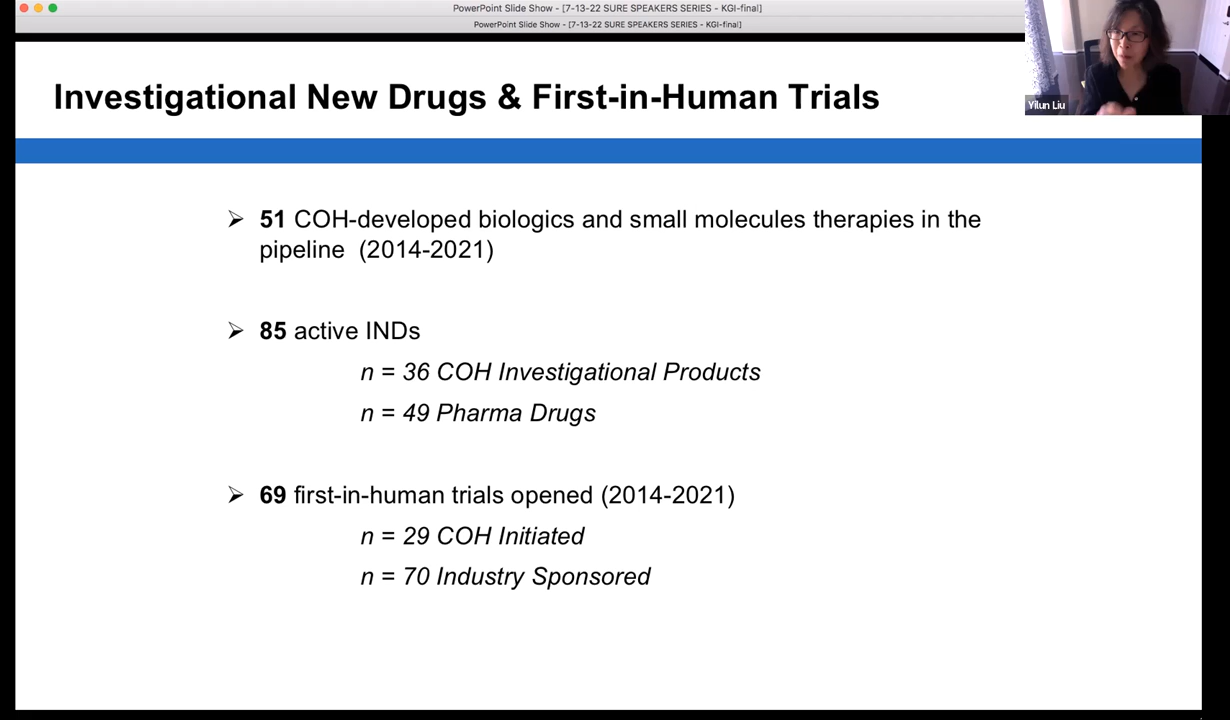 PowerPoint Slide Show - [7-13-22 SURE SPEAKERS SERIES - KGI-final]
PowerPoint Slide Show - [7-13-22 SURE SPEAKERS SERIES - KGI-final]
Investigational New Drugs & First-in-Human Trials
Yilun Liu
➢ 51 COH-developed biologics and small molecules therapies in the
pipeline (2014-2021)
➢ 85 active INDs
n = 36 COH Investigational Products
n = 49 Pharma Drugs
➢ 69 first-in-human trials opened (2014-2021)
n = 29 COH Initiated
n = 70 Industry Sponsored